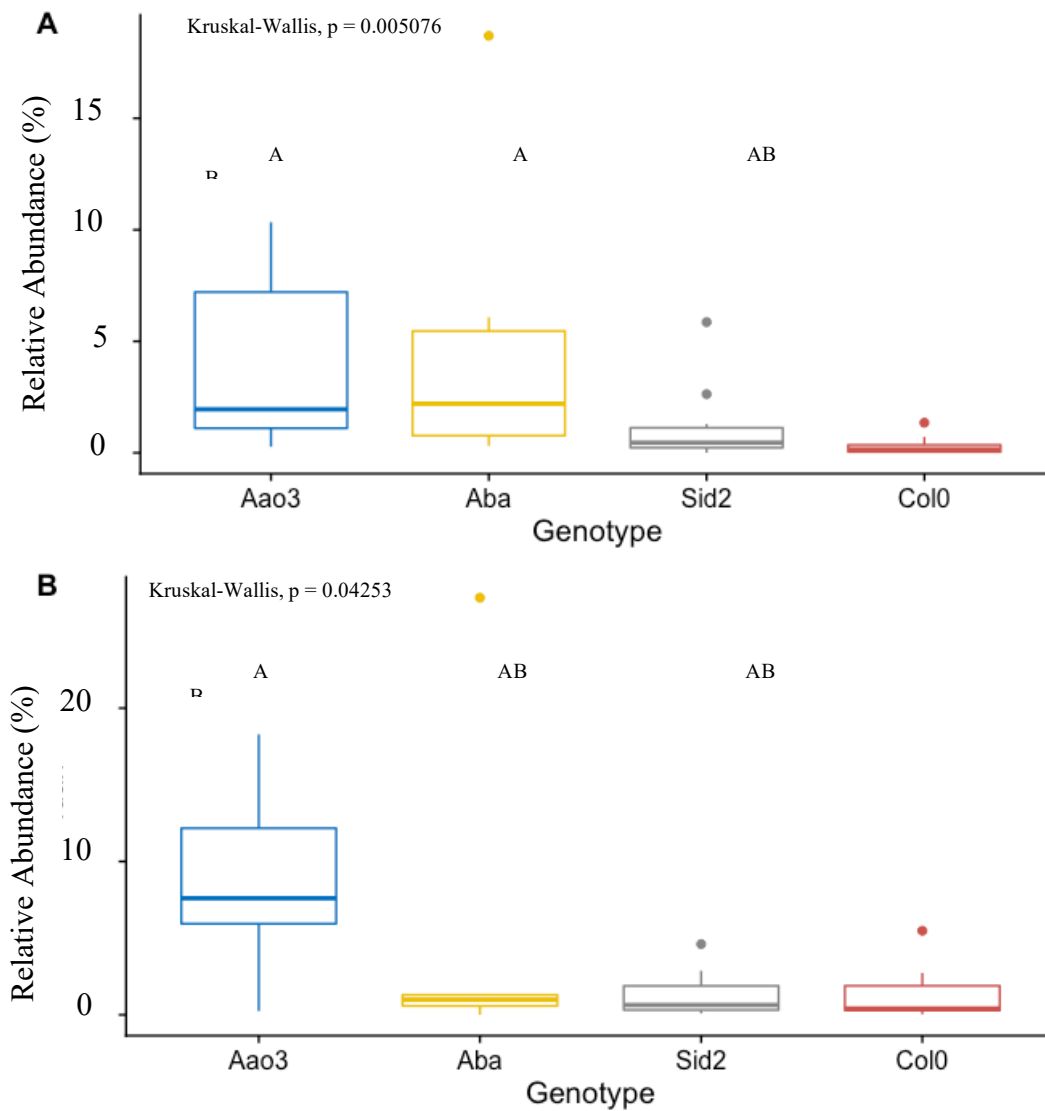 A
Kruskal-Wallis, p = 0.005076
15
A A AB
10
5
0
Relative Abundance (%)
Aao3 Aba Sid2 Col0
Genotype
B
Kruskal-Wallis, p = 0.04253
A AB AB
20
10
0
Relative Abundance (%)
Aao3 Aba Sid2 Col0
Genotype